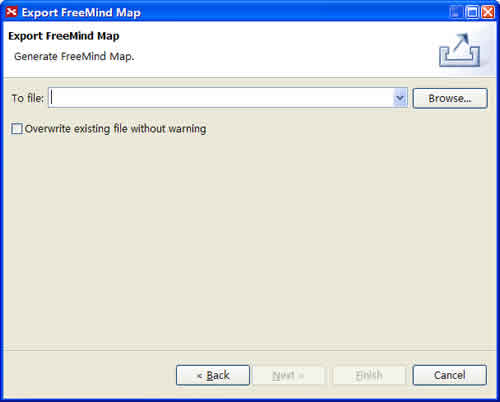 Export FreeMind Map
Export FreeMind Map
Generate FreeMind Map.
To file:
Browse...
Overwrite existing file without warning
< Back
Next >
Finish
Cancel